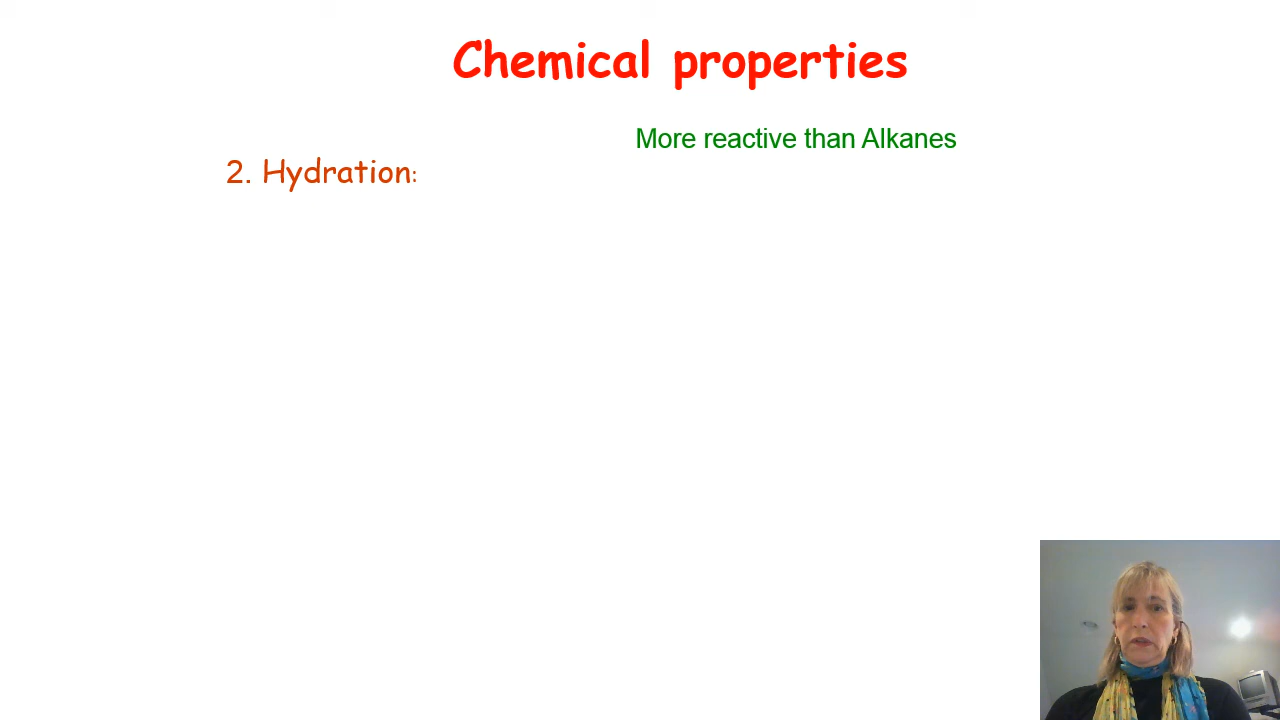 Chemical properties
More reactive than Alkanes
2. Hydration: